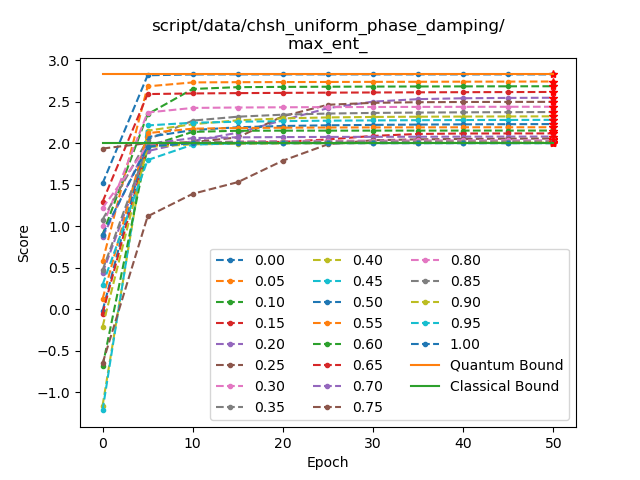 script/data/chsh_uniform_phase_damping/
max_ent_
Score
3.0
2.5
2.0
1.5
1.0
0.5
0.0
−0.5
−1.0
0.00 0.40 0.80
0.05 0.45 0.85
0.10 0.50 0.90
0.15 0.55 0.95
0.20 0.60 1.00
0.25 0.65 Quantum Bound
0.30 0.70 Classical Bound
0.35 0.75
0 10 20 30 40 50
Epoch